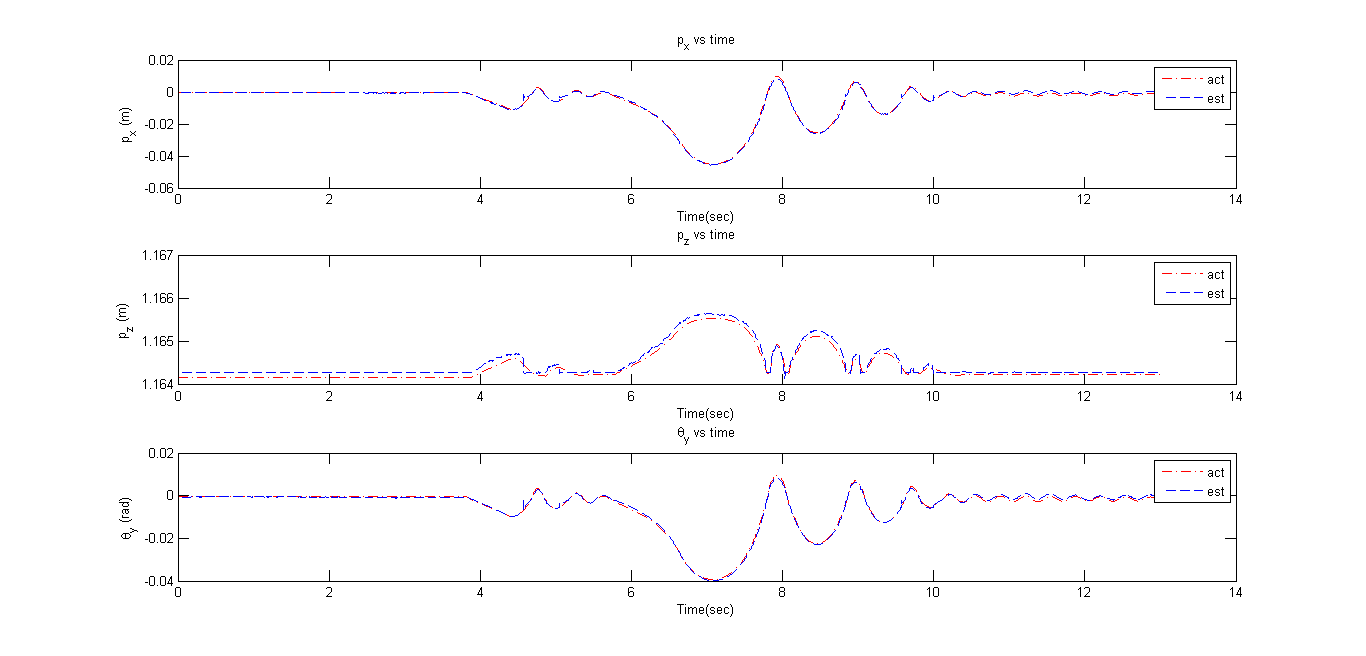 p_x vs time
0.02
0
-0.02
-0.04
-0.06
p_x (m)
act
est
0 2 4 6 8 10 12 14
Time(sec)
p_z vs time
1.167
1.166
1.165
1.164
p_z (m)
act
est
0 2 4 6 8 10 12 14
Time(sec)
θ_y vs time
0.02
0
-0.02
-0.04
θ_y (rad)
act
est
0 2 4 6 8 10 12 14
Time(sec)